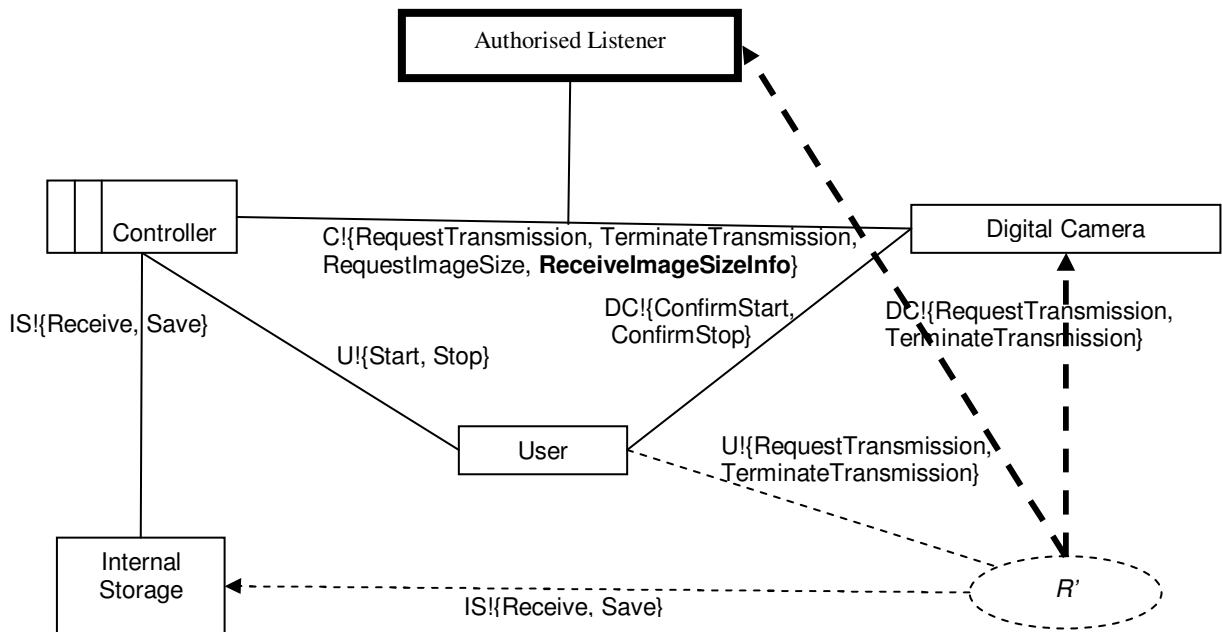 Authorised Listener
Controller
Digital Camera
C!{RequestTransmission, TerminateTransmission,
RequestImageSize, ReceiveImageSizeInfo}
DC!{ConfirmStart,
ConfirmStop}
DC!{RequestTransmission,
TerminateTransmission}
IS!{Receive, Save}
U!{Start, Stop}
User
U!{RequestTransmission,
TerminateTransmission}
Internal
Storage
IS!{Receive, Save}
R'